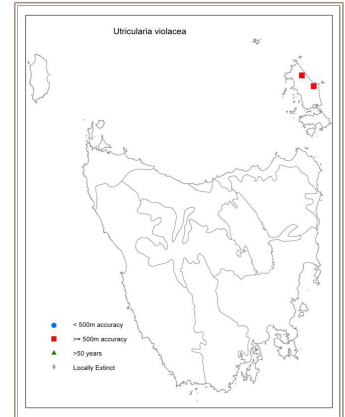 Utricularia violacea
< 500m accuracy
>= 500m accuracy
>50 years
Locally Extinct